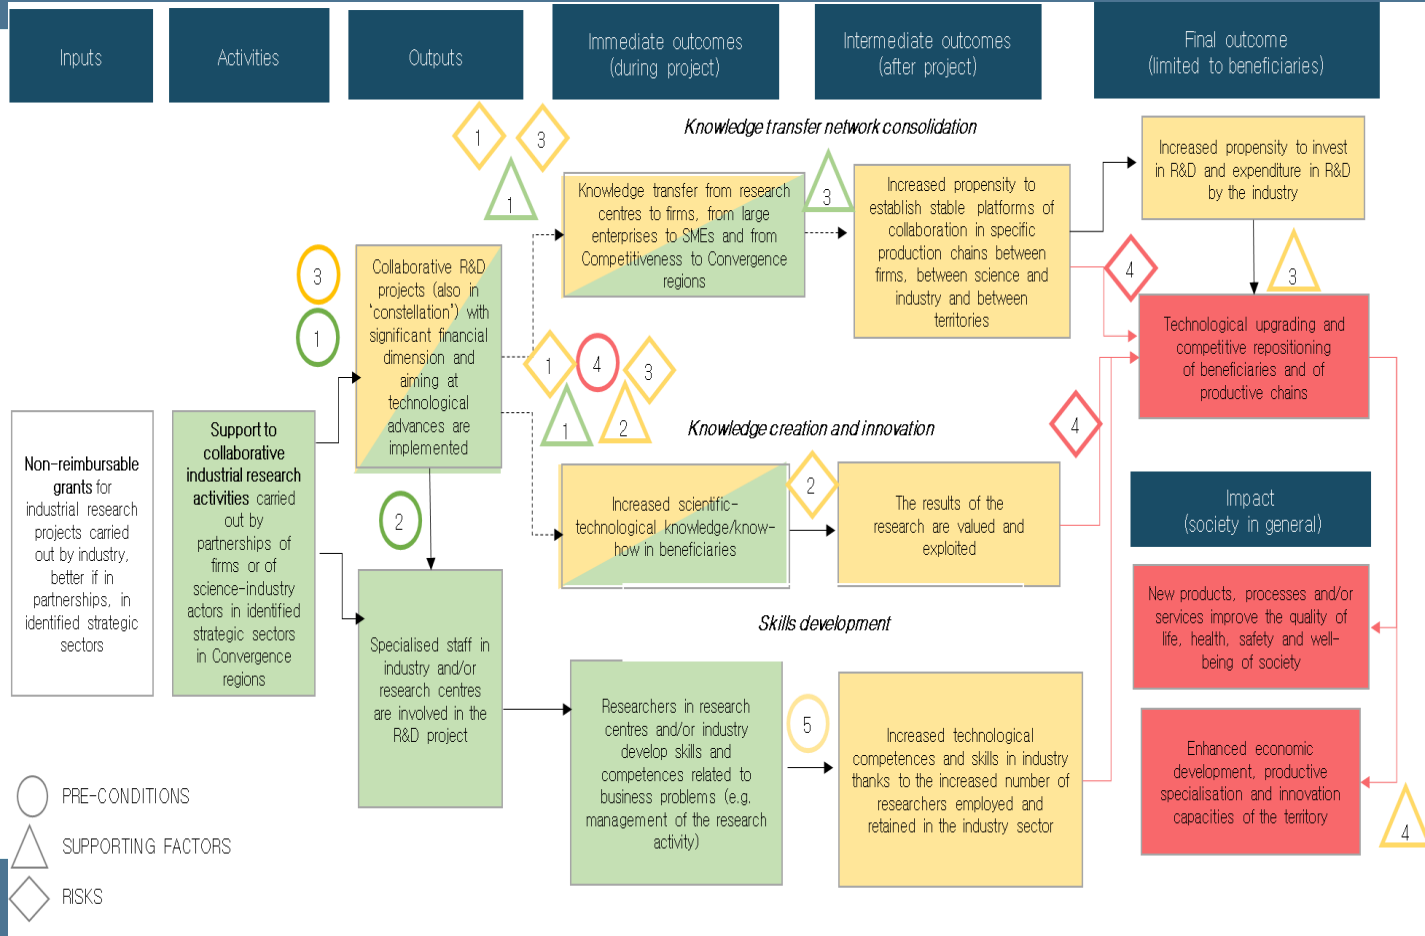 Inputs
Activities
Outputs
Immediate outcomes
(during project)
Intermediate outcomes
(after project)
Final outcome
(limited to beneficiaries)
1
3
1
Knowledge transfer network consolidation
Knowledge transfer from research
centres to firms, from large
enterprises to SMEs and from
Competitiveness to Convergence
regions
3
Increased propensity to
establish stable platforms of
collaboration in specific
production chains between
firms, between science and
industry and between
territories
Increased propensity to invest
in R&D and expenditure in R&D
by the industry
4
3
Technological upgrading and
competitive repositioning
of beneficiaries and of
productive chains
3
1
Collaborative R&D
projects (also in
‘constellation’) with
significant financial
dimension and
aiming at
technological
advances are
implemented
1
4
3
1
2
Knowledge creation and innovation
4
Non-reimbursable
grants for
industrial research
projects carried
out by industry,
better if in
partnerships, in
identified strategic
sectors
Support to
collaborative
industrial research
activities carried
out by
partnerships of
firms or of
science-industry
actors in identified
strategic sectors
in Convergence
regions
2
Increased scientific-
technological knowledge/know-
how in beneficiaries
2
The results of the
research are valued and
exploited
Impact
(society in general)
New products, processes and/or
services improve the quality of
life, health, safety and well-
being of society
Skills development
Specialised staff in
industry and/or
research centres
are involved in the
R&D project
Researchers in research
centres and/or industry
develop skills and
competences related to
business problems (e.g.
management of the research
activity)
5
Increased technological
competences and skills in industry
thanks to the increased number of
researchers employed and
retained in the industry sector
Enhanced economic
development, productive
specialisation and innovation
capacities of the territory
4
PRE-CONDITIONS
SUPPORTING FACTORS
RISKS